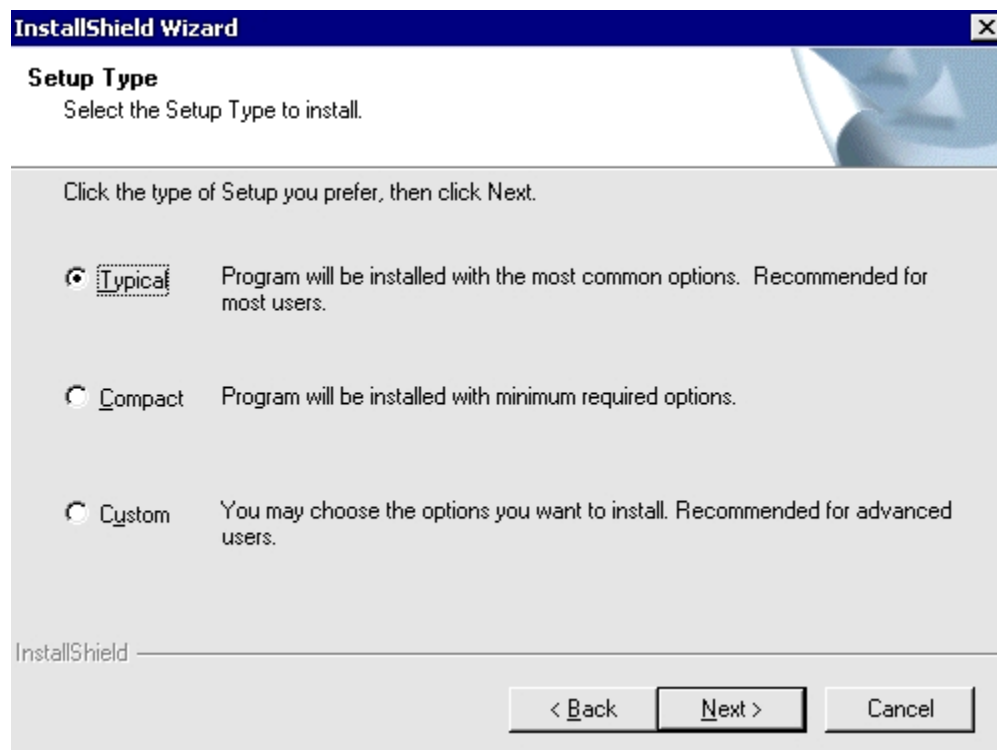 InstallShield Wizard
Setup Type
Select the Setup Type to install.
Click the type of Setup you prefer, then click Next.
Typical Program will be installed with the most common options.  Recommended for
most users.
Compact Program will be installed with minimum required options.
Custom You may choose the options you want to install. Recommended for advanced
users.
InstallShield
< Back Next > Cancel